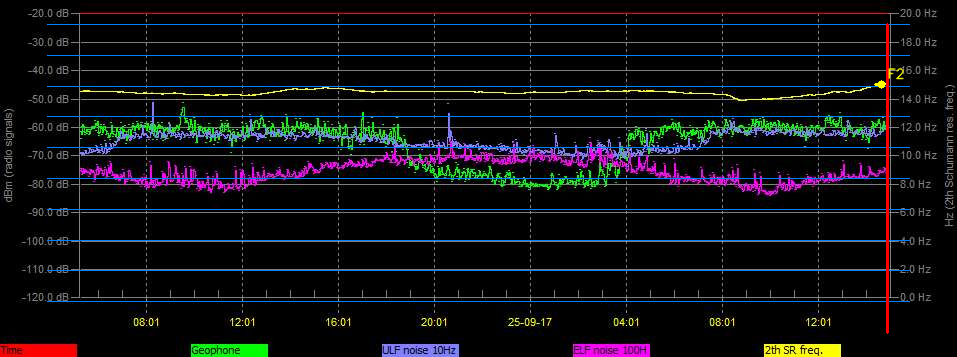 -20.0 dB 20.0 Hz
-30.0 dB 18.0 Hz
-40.0 dB 16.0 Hz
F2
-50.0 dB 14.0 Hz
-60.0 dB 12.0 Hz
-70.0 dB 10.0 Hz
-80.0 dB 8.0 Hz
-90.0 dB 6.0 Hz
-100.0 dB 4.0 Hz
-110.0 dB 2.0 Hz
-120.0 dB 0.0 Hz
dBm (radio signals)
Hz (2th Schumann res. freq.)
08:01 12:01 16:01 20:01 25-09-17 04:01 08:01 12:01
Time Geophone ULF noise 10Hz ELF noise 100H 2th SR freq.